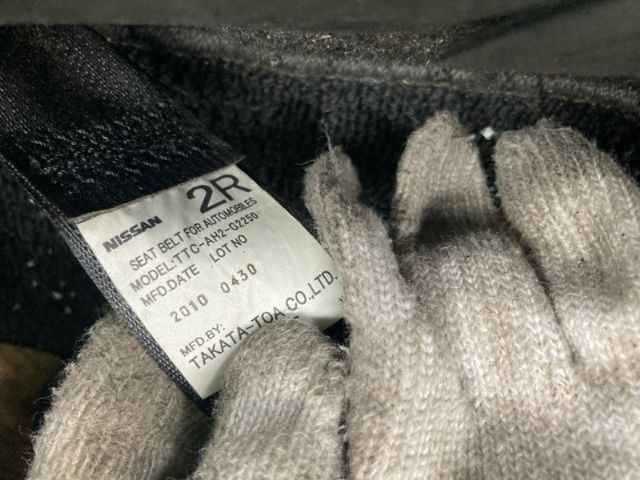 NISSAN 2R
SEAT BELT FOR AUTOMOBILES
MODEL:TTC-AH2-G2250
MFD.DATE LOT NO
2010 0430
MFD.BY:
TAKATA-TOA CO.,LTD.